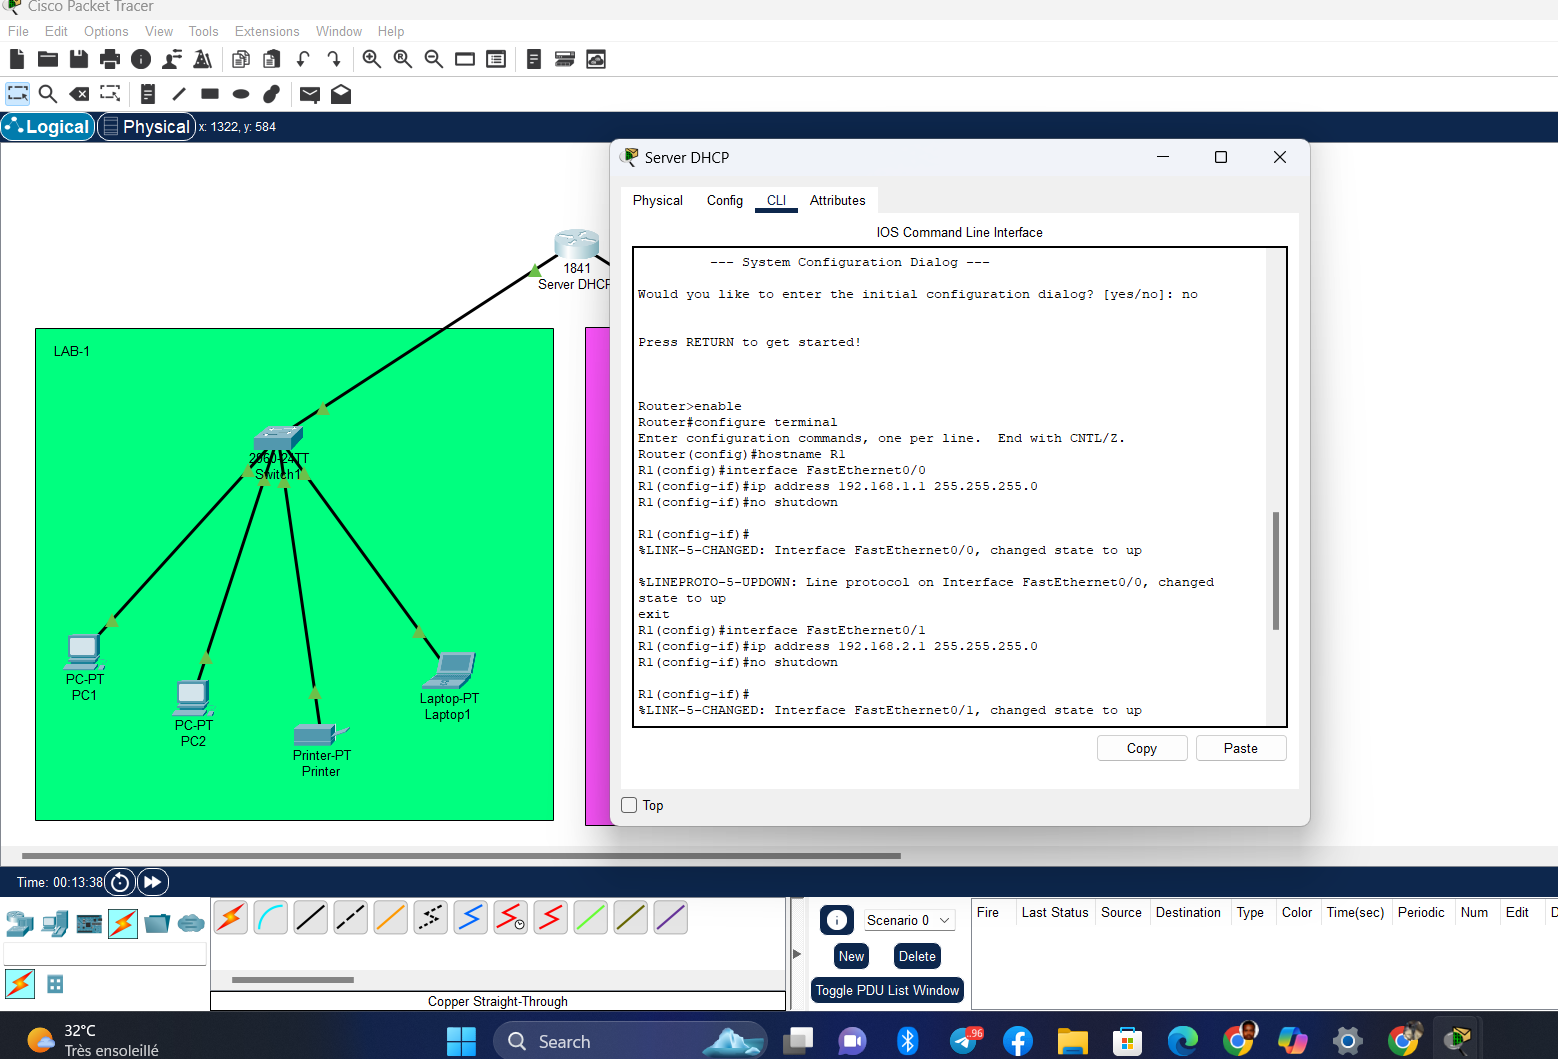 Cisco Packet Tracer
File Edit Options View Tools Extensions Window Help
Logical Physical x: 1322, y: 584
1841
Server DHCP
LAB-1
2960-24TT
Switch1
PC-PT
PC1
PC-PT
PC2
Printer-PT
Printer
Laptop-PT
Laptop1
Server DHCP
Physical Config CLI Attributes
IOS Command Line Interface
--- System Configuration Dialog ---
Would you like to enter the initial configuration dialog? [yes/no]: no
Press RETURN to get started!
Router>enable
Router#configure terminal
Enter configuration commands, one per line.  End with CNTL/Z.
Router(config)#hostname R1
R1(config)#interface FastEthernet0/0
R1(config-if)#ip address 192.168.1.1 255.255.255.0
R1(config-if)#no shutdown
R1(config-if)#
%LINK-5-CHANGED: Interface FastEthernet0/0, changed state to up
%LINEPROTO-5-UPDOWN: Line protocol on Interface FastEthernet0/0, changed
state to up
exit
R1(config)#interface FastEthernet0/1
R1(config-if)#ip address 192.168.2.1 255.255.255.0
R1(config-if)#no shutdown
R1(config-if)#
%LINK-5-CHANGED: Interface FastEthernet0/1, changed state to up
Copy Paste
Top
Time: 00:13:38
Copper Straight-Through
Scenario 0
New Delete
Toggle PDU List Window
Fire Last Status Source Destination Type Color Time(sec) Periodic Num Edit D
32°C
Très ensoleillé
Search
96